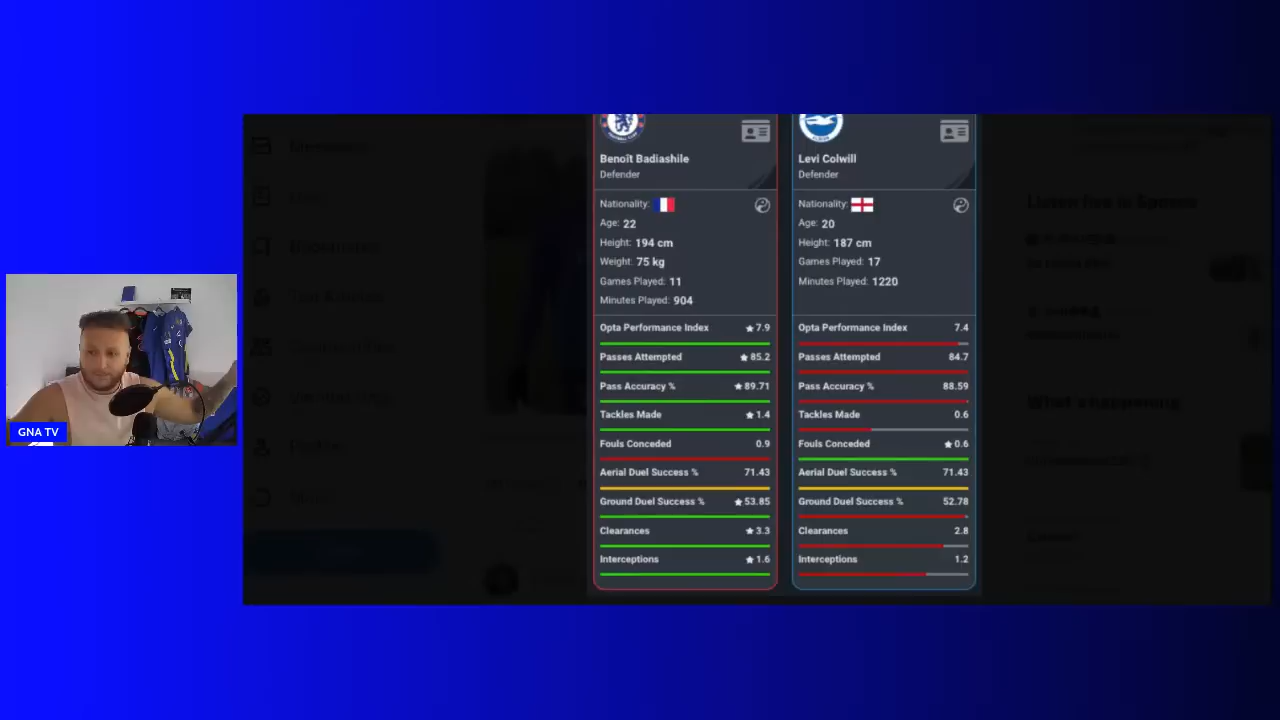 Benoît Badiashile
Defender
Nationality:
Age: 22
Height: 194 cm
Weight: 75 kg
Games Played: 11
Minutes Played: 904
Opta Performance Index 7.9
Passes Attempted 85.2
Pass Accuracy % 89.71
Tackles Made 1.4
Fouls Conceded 0.9
Aerial Duel Success % 71.43
Ground Duel Success % 53.85
Clearances 3.3
Interceptions 1.6
Levi Colwill
Defender
Nationality:
Age: 20
Height: 187 cm
Games Played: 17
Minutes Played: 1220
Opta Performance Index 7.4
Passes Attempted 84.7
Pass Accuracy % 88.59
Tackles Made 0.6
Fouls Conceded 0.6
Aerial Duel Success % 71.43
Ground Duel Success % 52.78
Clearances 2.8
Interceptions 1.2
GNA TV